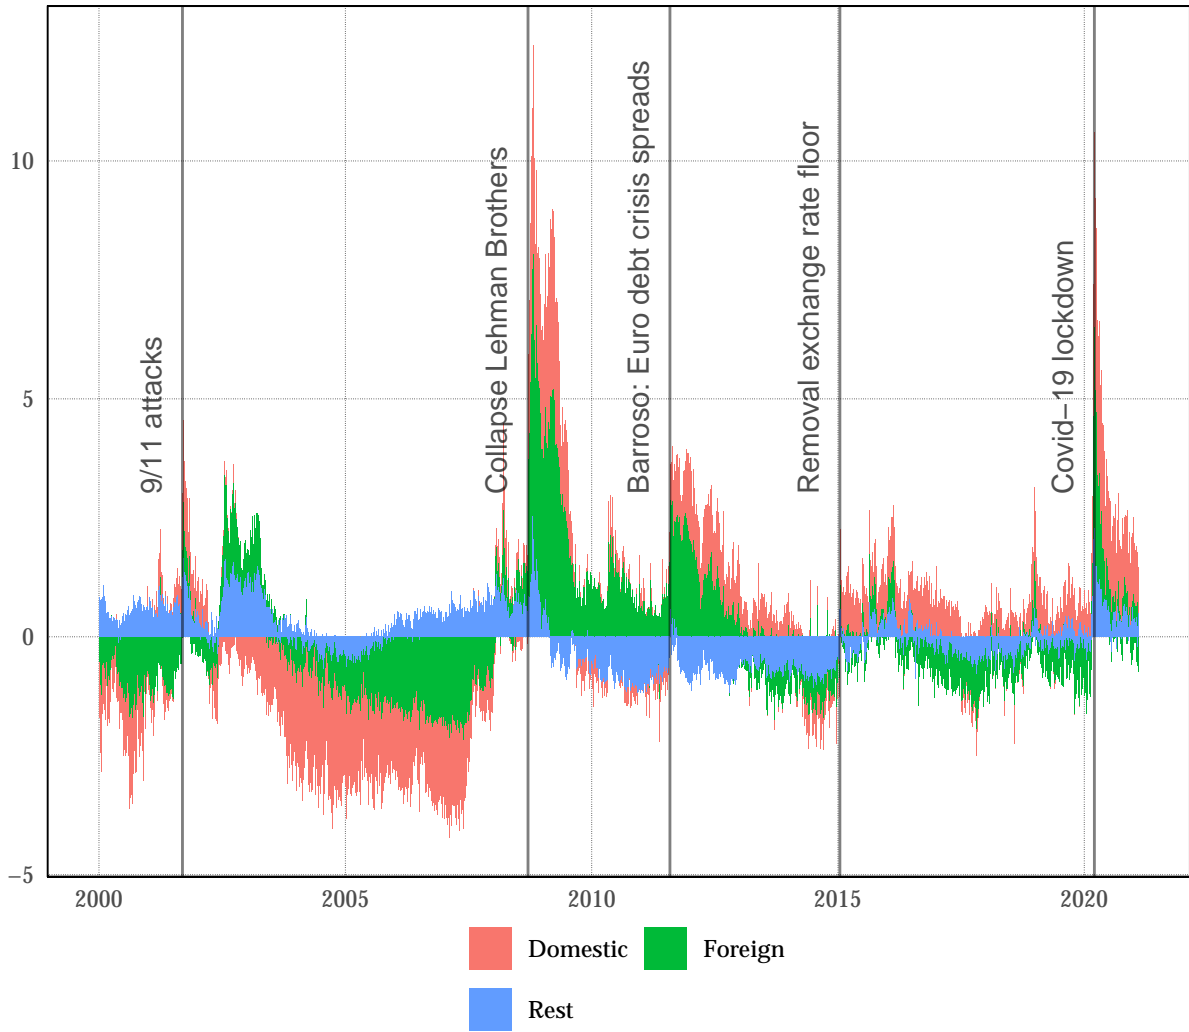 10
5
0
−5
9/11 attacks
Collapse Lehman Brothers
Barroso: Euro debt crisis spreads
Removal exchange rate floor
Covid−19 lockdown
2000 2005 2010 2015 2020
Domestic Foreign
Rest